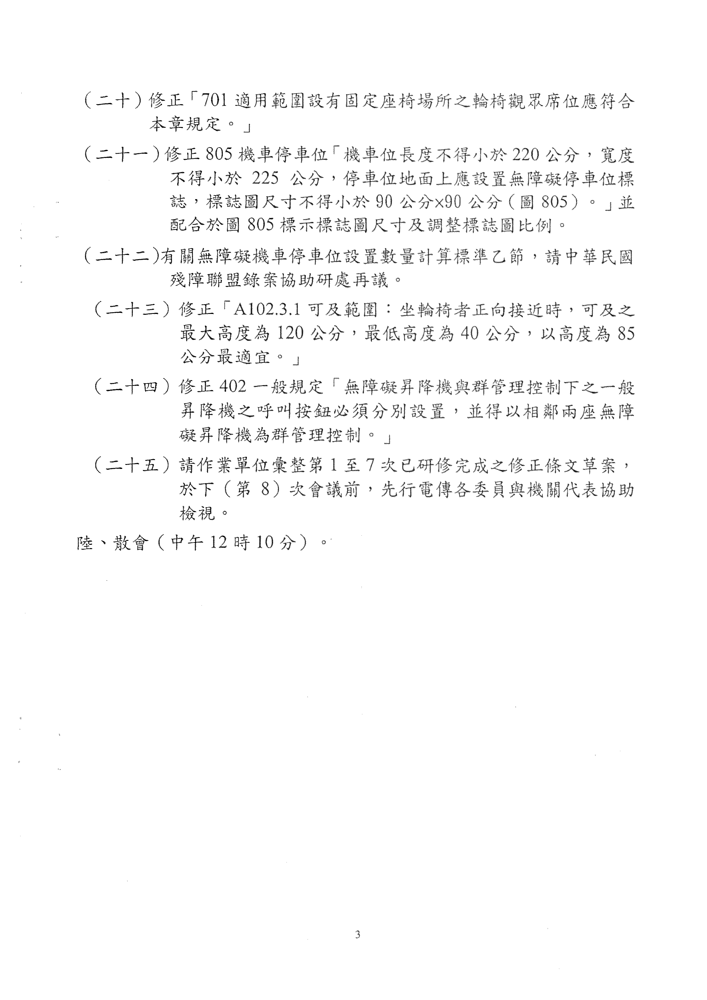 （二十）修正「701 適用範圍設有固定座椅場所之輪椅觀眾席位應符合
本章規定。」
（二十一）修正 805 機車停車位「機車位長度不得小於 220 公分，寬度
不得小於 225 公分，停車位地面上應設置無障礙停車位標
誌，標誌圖尺寸不得小於 90 公分×90 公分（圖 805）。」並
配合於圖 805 標示標誌圖尺寸及調整標誌圖比例。
（二十二)有關無障礙機車停車位設置數量計算標準乙節，請中華民國
殘障聯盟錄案協助研處再議。
（二十三）修正「A102.3.1 可及範圍：坐輪椅者正向接近時，可及之
最大高度為 120 公分，最低高度為 40 公分，以高度為 85
公分最適宜。」
（二十四）修正 402 一般規定「無障礙昇降機與群管理控制下之一般
昇降機之呼叫按鈕必須分別設置，並得以相鄰兩座無障
礙昇降機為群管理控制。」
（二十五）請作業單位彙整第 1 至 7 次已研修完成之修正條文草案，
於下（第 8）次會議前，先行電傳各委員與機關代表協助
檢視。
陸、散會（中午 12 時 10 分）。
3